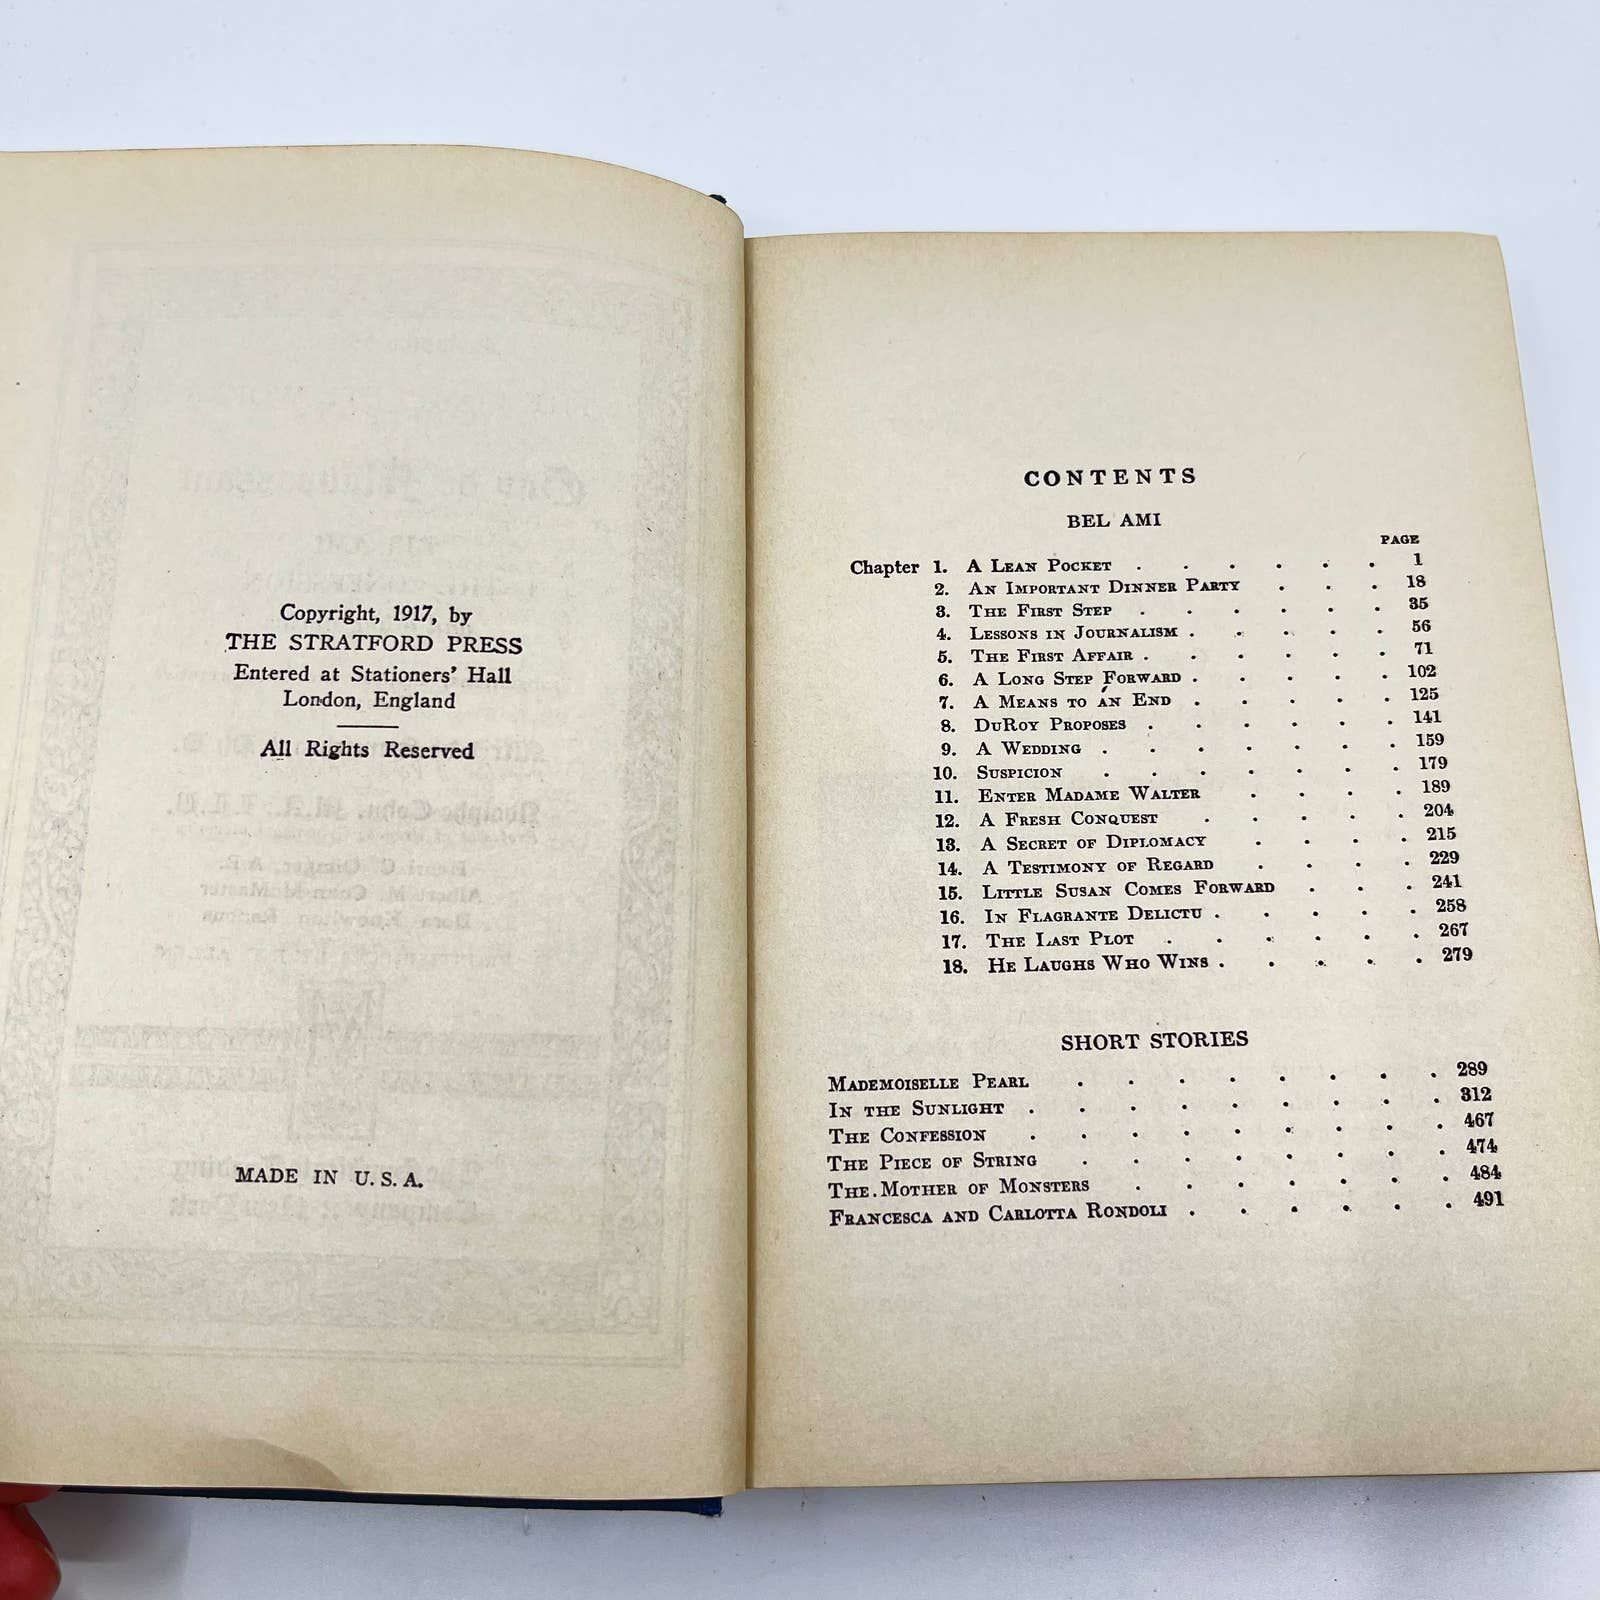 Copyright, 1917, by
THE STRATFORD PRESS
Entered at Stationers' Hall
London, England
All Rights Reserved
MADE IN U. S. A.
CONTENTS
BEL AMI
PAGE
Chapter 1. A Lean Pocket . . . . . . 1
2. An Important Dinner Party . . . 18
3. The First Step . . . . . . 35
4. Lessons in Journalism . . . . . 56
5. The First Affair . . . . . . 71
6. A Long Step Forward . . . . . 102
7. A Means to an End . . . . . 125
8. DuRoy Proposes . . . . . . 141
9. A Wedding . . . . . . . 159
10. Suspicion . . . . . . . 179
11. Enter Madame Walter . . . . 189
12. A Fresh Conquest . . . . . 204
13. A Secret of Diplomacy . . . . 215
14. A Testimony of Regard . . . . 229
15. Little Susan Comes Forward . . . 241
16. In Flagrante Delictu . . . . . 258
17. The Last Plot . . . . . . 267
18. He Laughs Who Wins . . . . . 279
SHORT STORIES
Mademoiselle Pearl . . . . . . . . 289
In the Sunlight . . . . . . . . . 312
The Confession . . . . . . . . . 467
The Piece of String . . . . . . . . 474
The Mother of Monsters . . . . . . . 484
Francesca and Carlotta Rondoli . . . . . . 491